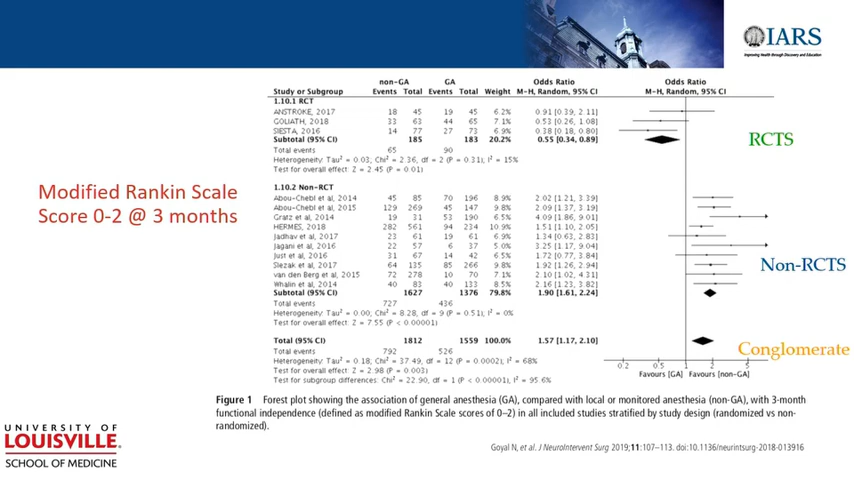 IARS
Improving Health through Discovery and Education
non-GA GA Odds Ratio Odds Ratio
Study or Subgroup Events Total Events Total Weight M-H, Random, 95% CI M-H, Random, 95% CI
1.10.1 RCT
ANSTROKE, 2017 18 45 19 45 6.2% 0.91 [0.39, 2.11]
GOLIATH, 2018 33 63 44 65 7.1% 0.53 [0.26, 1.08]
SIESTA, 2016 14 77 27 73 6.9% 0.38 [0.18, 0.80]
Subtotal (95% CI) 185 183 20.2% 0.55 [0.34, 0.89]
Total events 65 90
Heterogeneity: Tau² = 0.03; Chi² = 2.36, df = 2 (P = 0.31); I² = 15%
Test for overall effect: Z = 2.45 (P = 0.01)
RCTS
Modified Rankin Scale
Score 0-2 @ 3 months
1.10.2 Non-RCT
Abou-Chebl et al, 2014 45 85 70 196 8.9% 2.02 [1.21, 3.39]
Abou-Chebl et al, 2015 129 269 45 147 9.8% 2.09 [1.37, 3.19]
Gratz et al, 2014 19 31 53 190 6.8% 4.09 [1.86, 9.01]
HERMES, 2018 282 561 94 234 10.9% 1.51 [1.10, 2.05]
Jadhav et al, 2017 23 61 19 61 7.1% 1.34 [0.63, 2.83]
Jagani et al, 2016 22 57 6 37 5.0% 3.25 [1.17, 9.04]
Just et al, 2016 31 67 14 42 6.7% 1.72 [0.77, 3.84]
Slezak et al, 2017 64 135 85 266 9.8% 1.92 [1.26, 2.94]
van den Berg et al, 2015 72 278 10 70 7.1% 2.10 [1.02, 4.31]
Whalin et al, 2014 40 83 40 133 8.2% 2.16 [1.23, 3.82]
Subtotal (95% CI) 1627 1376 79.8% 1.90 [1.61, 2.24]
Total events 727 436
Heterogeneity: Tau² = 0.00; Chi² = 8.28, df = 9 (P = 0.51); I² = 0%
Test for overall effect: Z = 7.55 (P < 0.00001)
Non-RCTS
Total (95% CI) 1812 1559 100.0% 1.57 [1.17, 2.10]
Total events 792 526
Heterogeneity: Tau² = 0.18; Chi² = 37.49, df = 12 (P = 0.0002); I² = 68%
Test for overall effect: Z = 2.98 (P = 0.003)
Test for subgroup differences: Chi² = 22.90, df = 1 (P < 0.00001), I² = 95.6%
Conglomerate
0.2 0.5 1 2 5
Favours [GA] Favours [non-GA]
Figure 1 Forest plot showing the association of general anesthesia (GA), compared with local or monitored anesthesia (non-GA), with 3-month
functional independence (defined as modified Rankin Scale scores of 0–2) in all included studies stratified by study design (randomized vs non-
randomized).
UNIVERSITY OF
LOUISVILLE.
SCHOOL OF MEDICINE
Goyal N, et al. J NeuroIntervent Surg 2019;11:107–113. doi:10.1136/neurintsurg-2018-013916